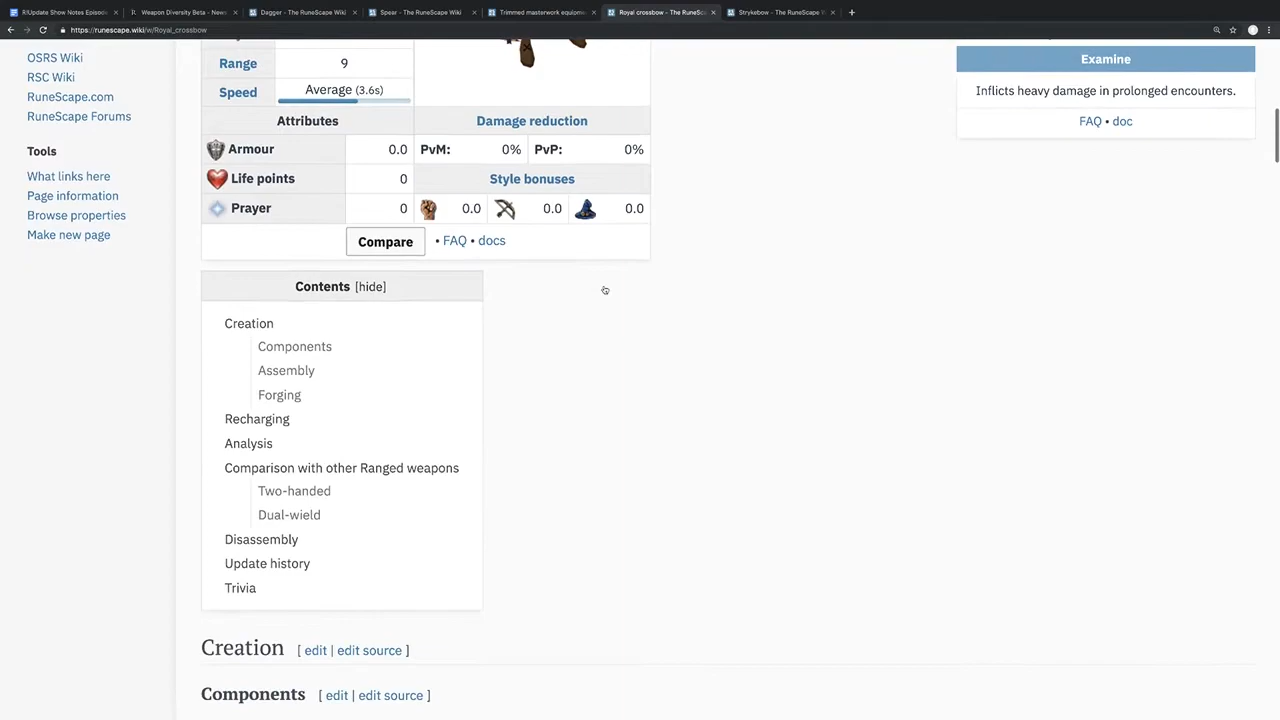 R!Update Show Notes Episode
Weapon Diversity Beta - News
Dagger - The RuneScape Wiki
Spear - The RuneScape Wiki
Trimmed masterwork equipme
Royal crossbow - The RuneSc
Strykebow - The RuneScape W
https://runescape.wiki/w/Royal_crossbow
OSRS Wiki
RSC Wiki
RuneScape.com
RuneScape Forums
Tools
What links here
Page information
Browse properties
Make new page
Range 9
Speed Average (3.6s)
Attributes Damage reduction
Armour 0.0 PvM: 0% PvP: 0%
Life points 0 Style bonuses
Prayer 0 0.0 0.0 0.0
Compare • FAQ • docs
Examine
Inflicts heavy damage in prolonged encounters.
FAQ • doc
Contents [hide]
Creation
Components
Assembly
Forging
Recharging
Analysis
Comparison with other Ranged weapons
Two-handed
Dual-wield
Disassembly
Update history
Trivia
Creation [ edit | edit source ]
Components [ edit | edit source ]